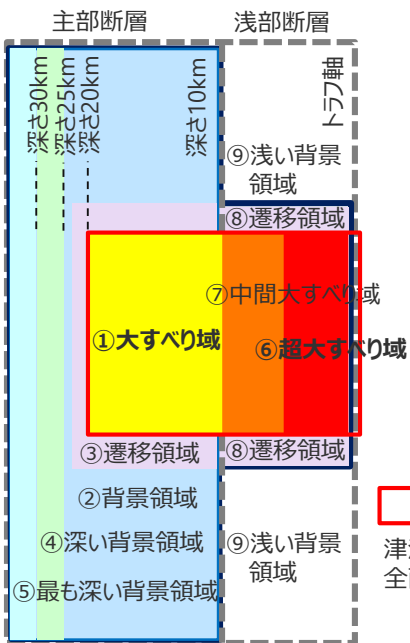 主部断層
浅部断層
深さ30km
深さ25km
深さ20km
深さ10km
トラフ軸
⑨浅い背景
領域
⑧遷移領域
⑦中間大すべり域
①大すべり域
⑥超大すべり域
③遷移領域
⑧遷移領域
②背景領域
④深い背景領域
⑨浅い背景
領域
⑤最も深い背景領域